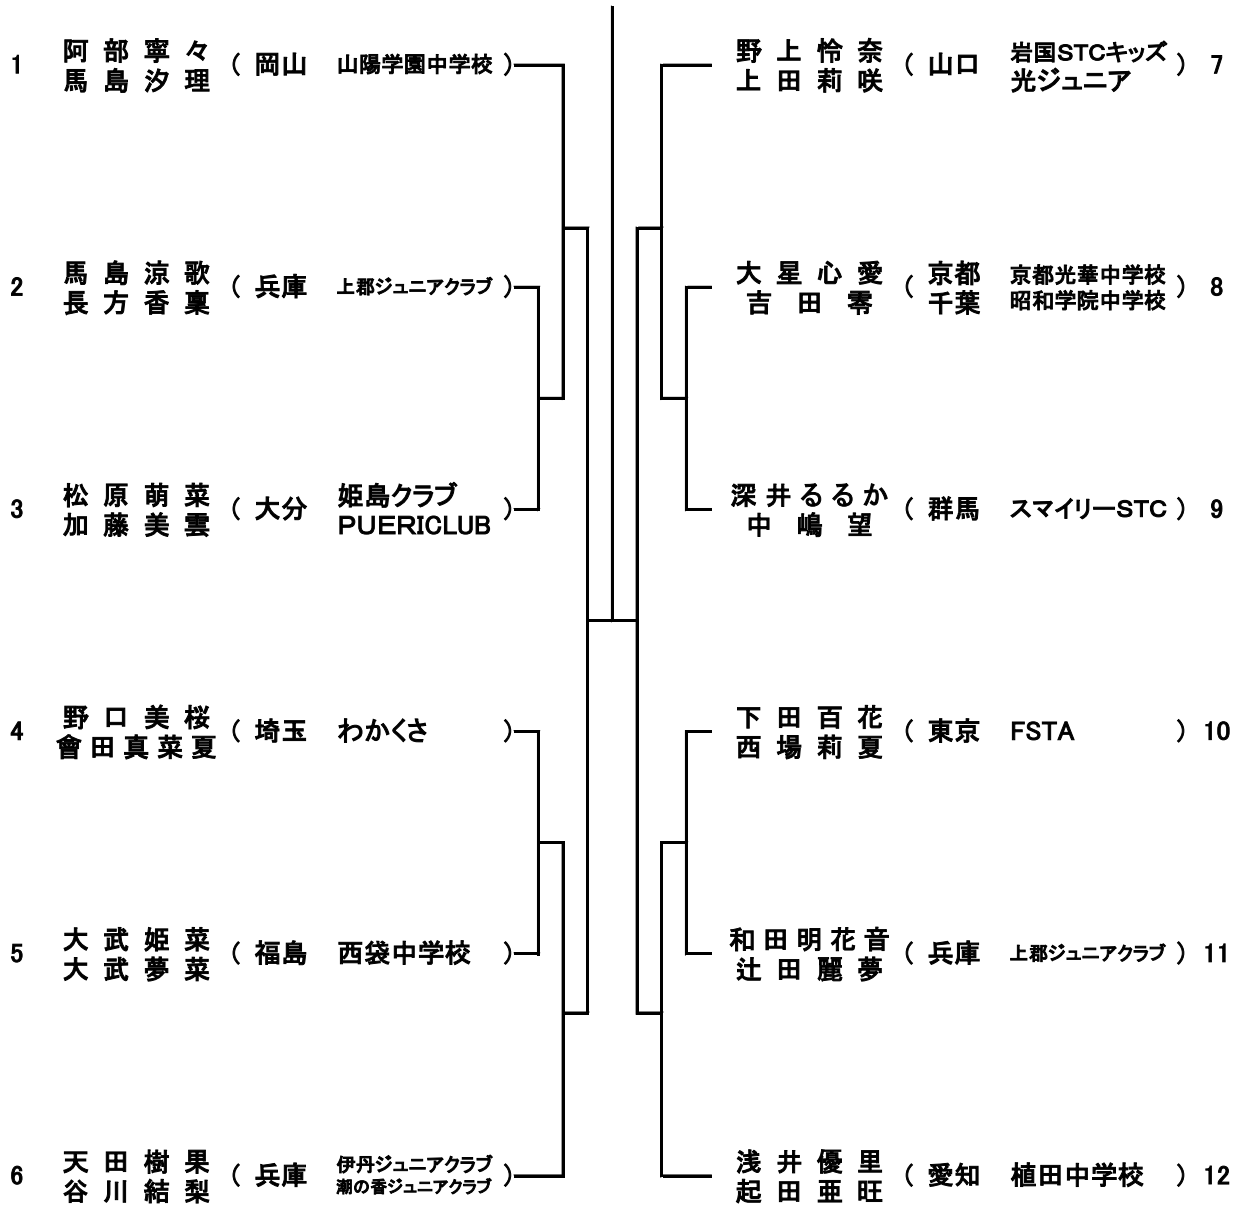 1 阿部寧々 ( 岡山 山陽学園中学校 )
馬島汐理
2 馬島涼歌 ( 兵庫 上郡ジュニアクラブ )
長方香稟
3 松原萌菜 ( 大分 姫島クラブ )
加藤美雲 PUERICLUB
4 野口美桜 ( 埼玉 わかくさ )
會田真菜夏
5 大武姫菜 ( 福島 西袋中学校 )
大武夢菜
6 天田樹果 ( 兵庫 伊丹ジュニアクラブ )
谷川結梨 潮の香ジュニアクラブ
野上怜奈 ( 山口 岩国STCキッズ ) 7
上田莉咲 光ジュニア
大星心愛 ( 京都 京都光華中学校 ) 8
吉田零 千葉 昭和学院中学校
深井るるか ( 群馬 スマイリーSTC ) 9
中嶋望
下田百花 ( 東京 FSTA ) 10
西場莉夏
和田明花音 ( 兵庫 上郡ジュニアクラブ ) 11
辻田麗夢
浅井優里 ( 愛知 植田中学校 ) 12
起田亜旺